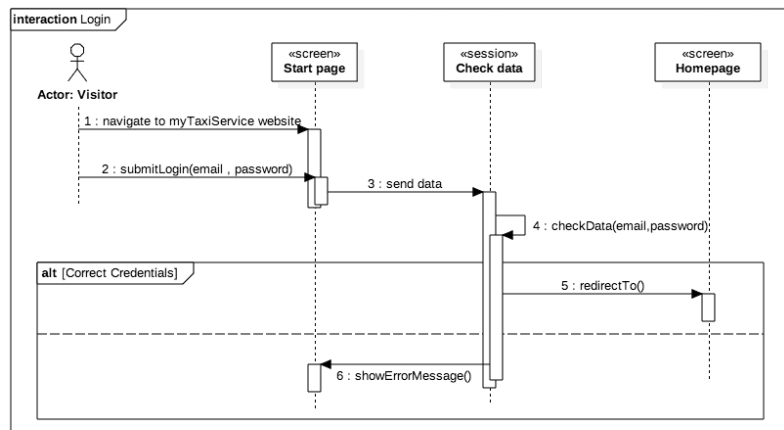 interaction Login
«screen»
Start page
«session»
Check data
«screen»
Homepage
Actor: Visitor
1 : navigate to myTaxiService website
2 : submitLogin(email , password)
3 : send data
4 : checkData(email,password)
alt [Correct Credentials]
5 : redirectTo()
6 : showErrorMessage()